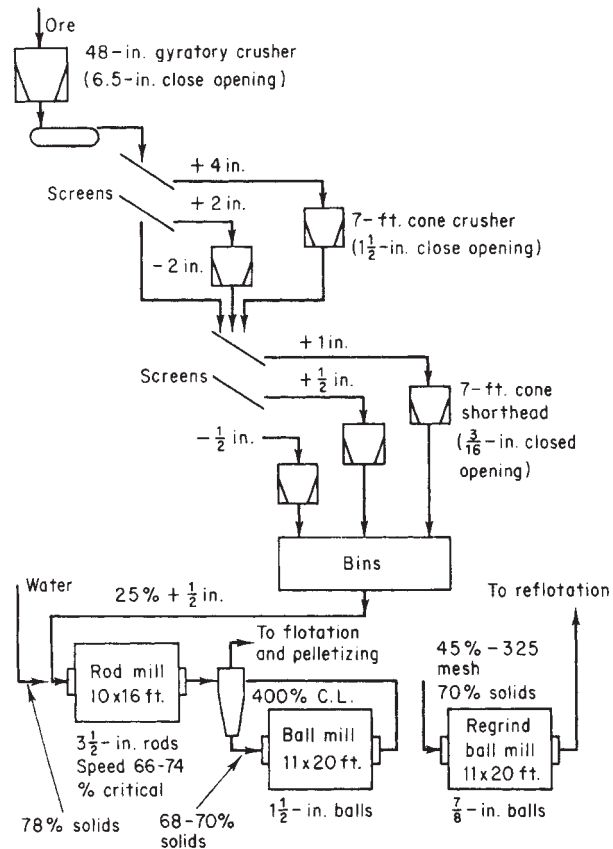 Ore
48-in. gyratory crusher
(6.5-in. close opening)
+ 4 in.
Screens
+ 2 in.
7-ft. cone crusher
(1½-in. close opening)
-2 in.
+1 in.
Screens
+½ in.
7-ft. cone
shorthead
(3/16-in. closed
opening)
-½ in.
Bins
Water
25% + ½ in.
To reflotation
To flotation
and pelletizing
45% -325
mesh
70% solids
Rod mill
10x16 ft.
400% C.L.
Ball mill
11x20 ft.
Regrind
ball mill
11x20 ft.
3½-in. rods
Speed 66-74
% critical
1½-in. balls
⅞-in. balls
78% solids
68-70%
solids